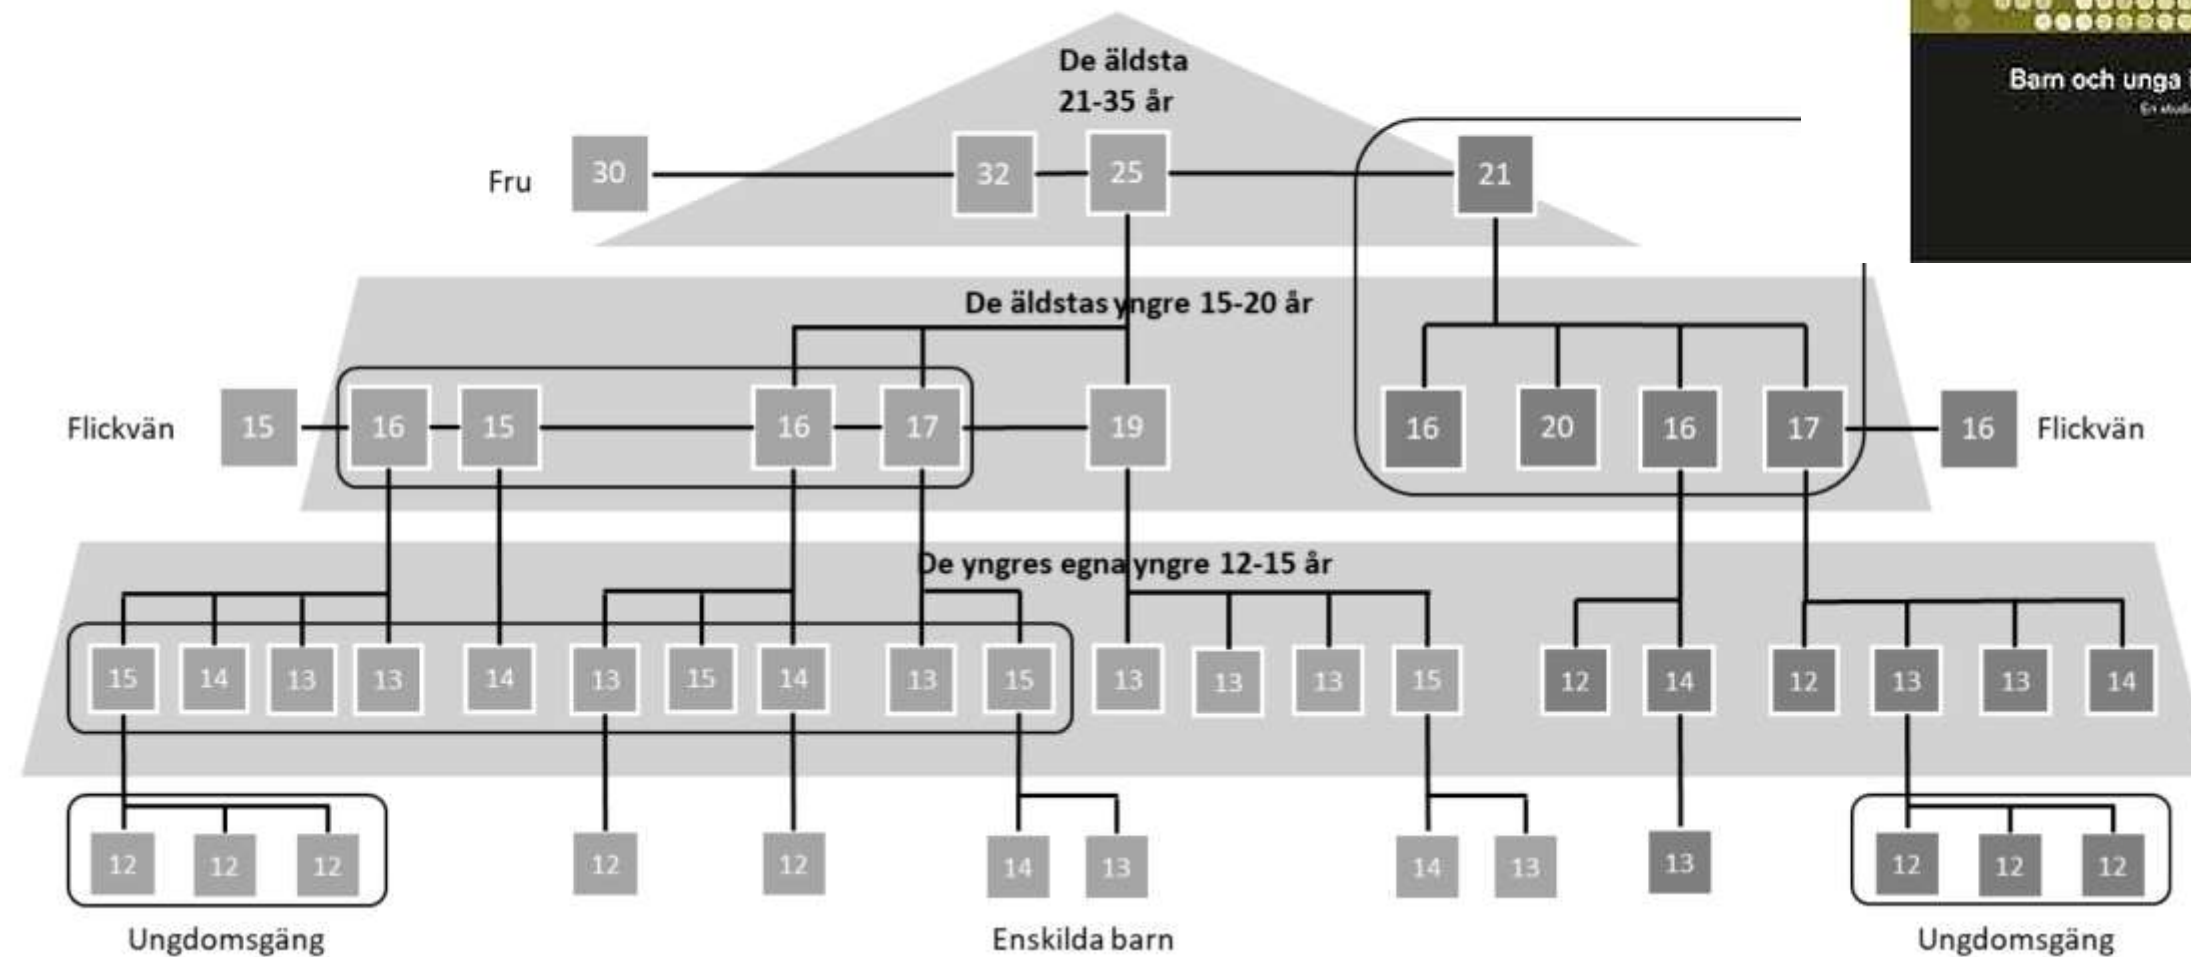 De äldsta
21-35 år
Barn och unga i
Fru 30 32 25 21
De äldstas yngre 15-20 år
Flickvän 15 16 15 16 17 19 16 20 16 17 16 Flickvän
De yngres egna yngre 12-15 år
15 14 13 13 14 13 15 14 13 15 13 13 13 15 12 14 12 13 13 14
12 12 12 12 12 14 13 14 13 13 12 12 12
Ungdomsgäng Enskilda barn Ungdomsgäng